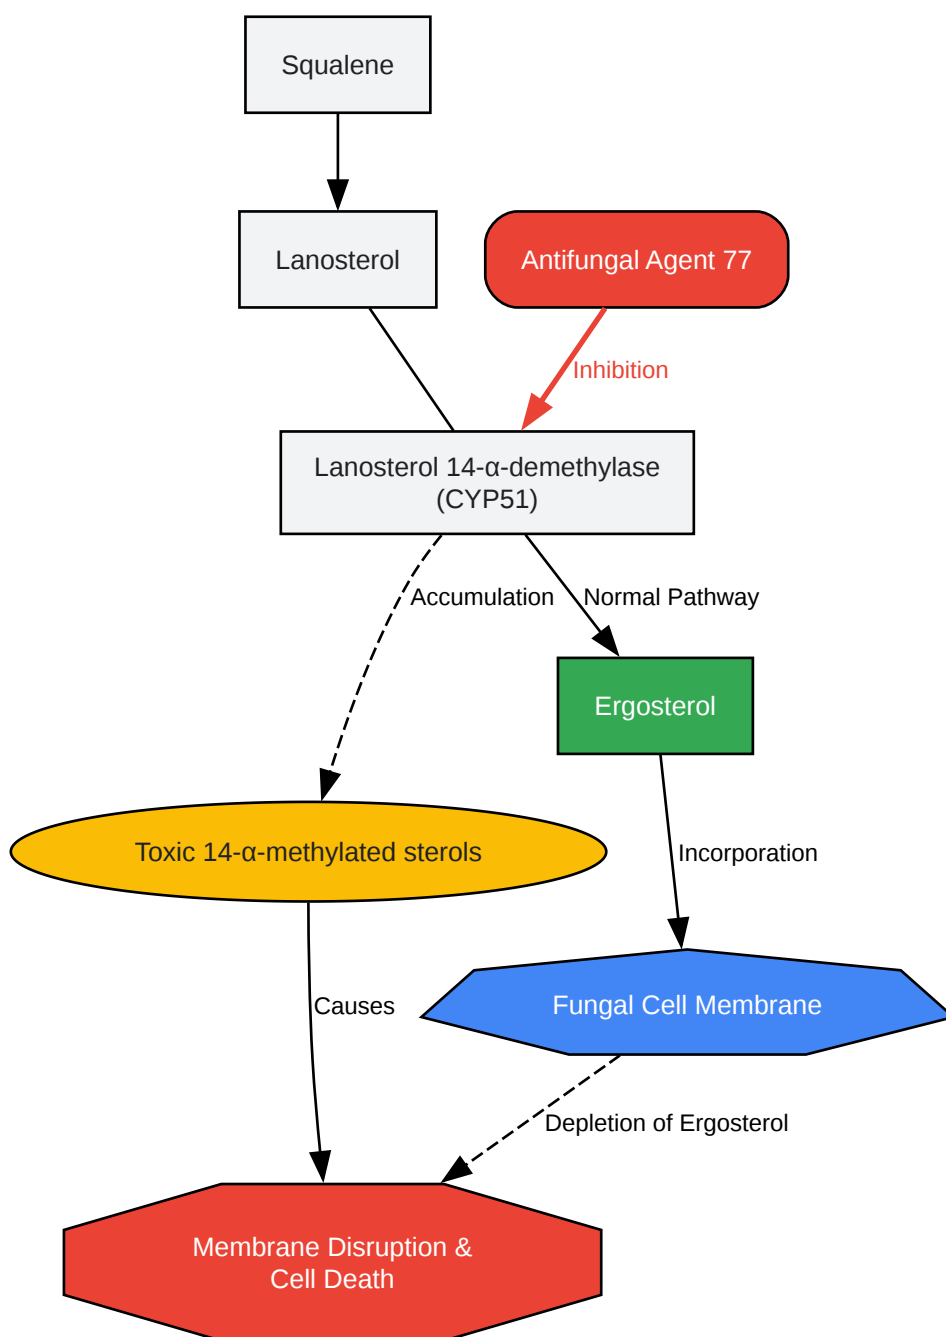 Squalene
Lanosterol
Antifungal Agent 77
Inhibition
Lanosterol 14-α-demethylase
(CYP51)
Accumulation
Normal Pathway
Ergosterol
Toxic 14-α-methylated sterols
Incorporation
Fungal Cell Membrane
Causes
Depletion of Ergosterol
Membrane Disruption &
Cell Death